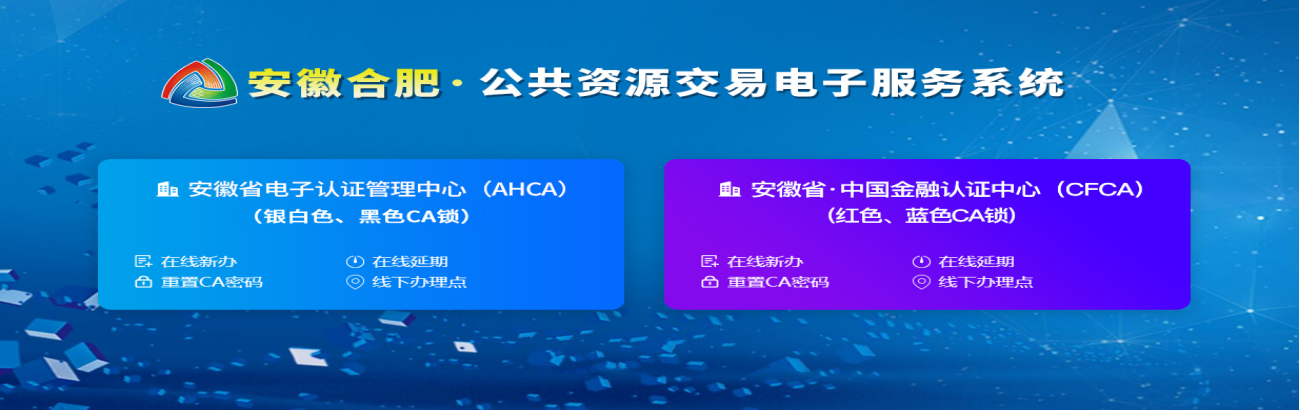 安徽合肥·公共资源交易电子服务系统
安徽省电子认证管理中心（AHCA）
（银白色、黑色CA锁）
在线新办 在线延期
重置CA密码 线下办理点
安徽省·中国金融认证中心（CFCA）
(红色、蓝色CA锁)
在线新办 在线延期
重置CA密码 线下办理点